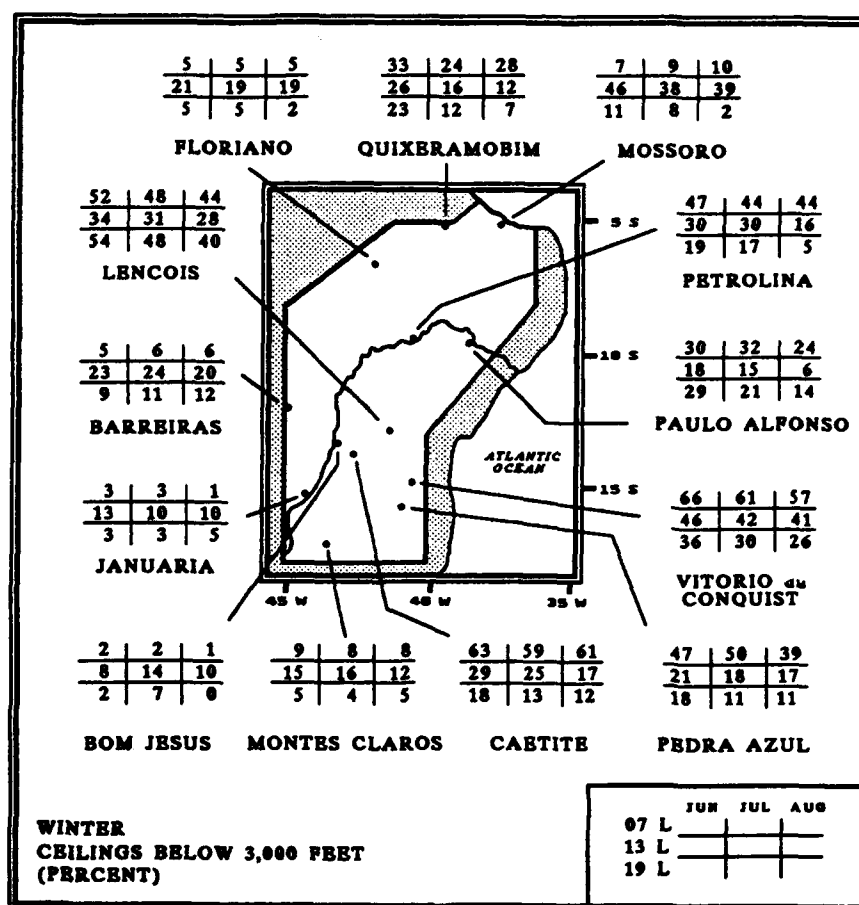 5 5 5
21 19 19
5 5 2
FLORIANO
33 24 28
26 16 12
23 12 7
QUIXERAMOBIM
7 9 10
46 38 39
11 8 2
MOSSORO
52 48 44
34 31 28
54 48 40
LENCOIS
47 44 44
30 30 16
19 17 5
PETROLINA
5 6 6
23 24 20
9 11 12
BARREIRAS
30 32 24
18 15 6
29 21 14
PAULO ALFONSO
3 3 1
13 10 10
3 3 5
JANUARIA
66 61 57
46 42 41
36 30 26
VITORIO du
CONQUIST
5 S
10 S
15 S
ATLANTIC
OCEAN
45 W
40 W
35 W
2 2 1
8 14 10
2 7 0
BOM JESUS
9 8 8
15 16 12
5 4 5
MONTES CLAROS
63 59 61
29 25 17
18 13 12
CAETITE
47 50 39
21 18 17
18 11 11
PEDRA AZUL
WINTER
CEILINGS BELOW 3,000 FEET
(PERCENT)
JUN JUL AUG
07 L
13 L
19 L